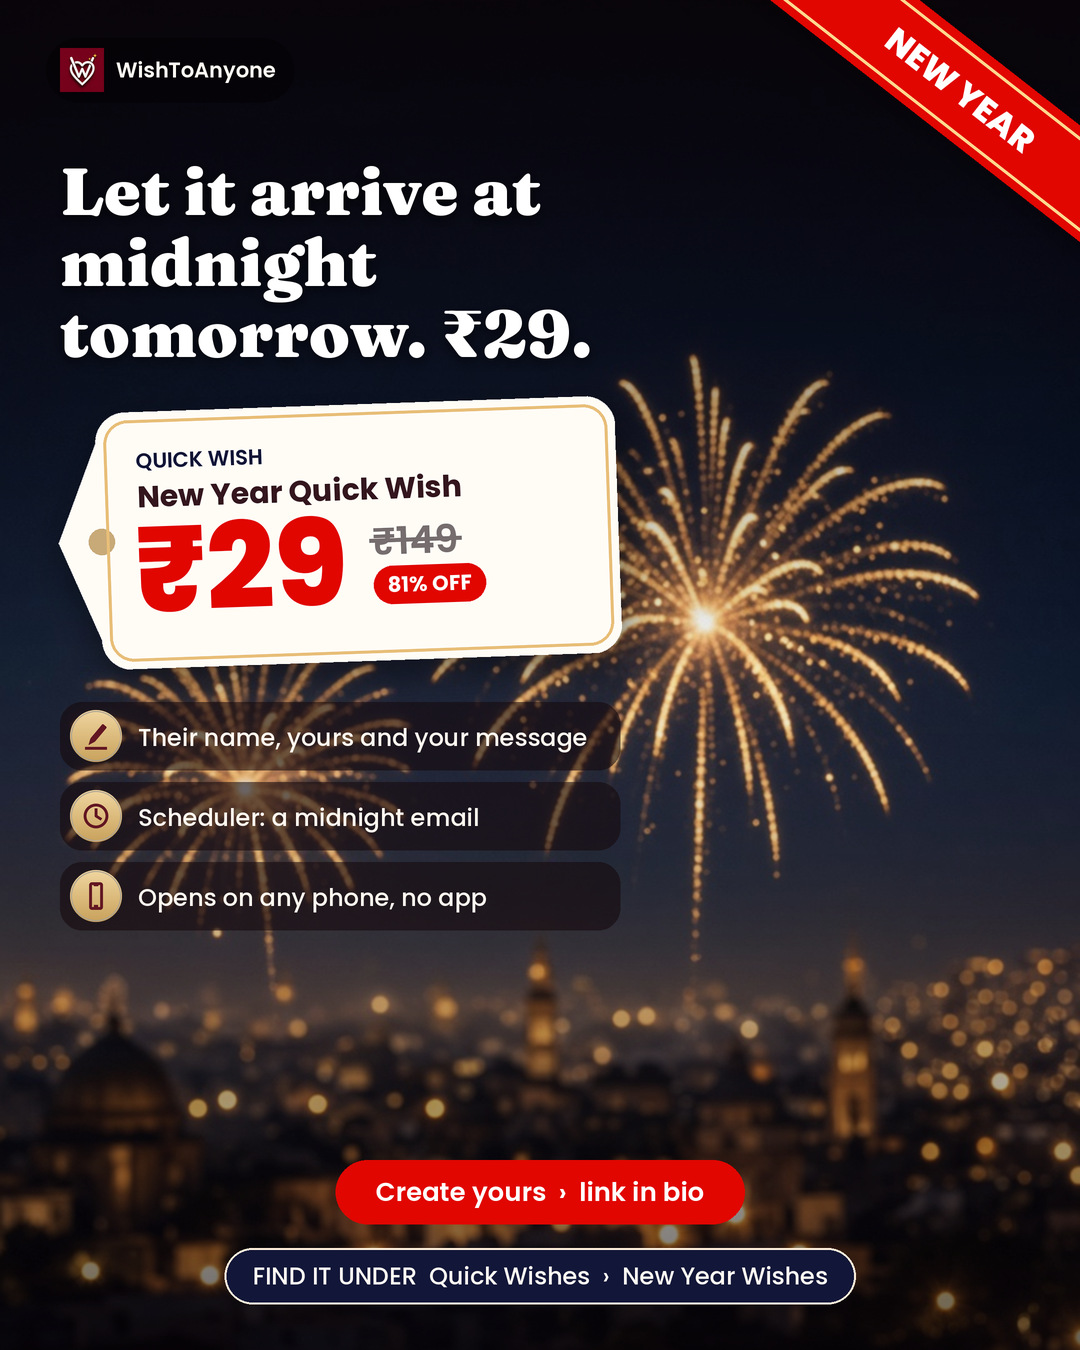 WishToAnyone
NEW YEAR
Let it arrive at
midnight
tomorrow. ₹29.
QUICK WISH
New Year Quick Wish
₹29
₹149
81% OFF
Their name, yours and your message
Scheduler: a midnight email
Opens on any phone, no app
Create yours › link in bio
FIND IT UNDER Quick Wishes › New Year Wishes